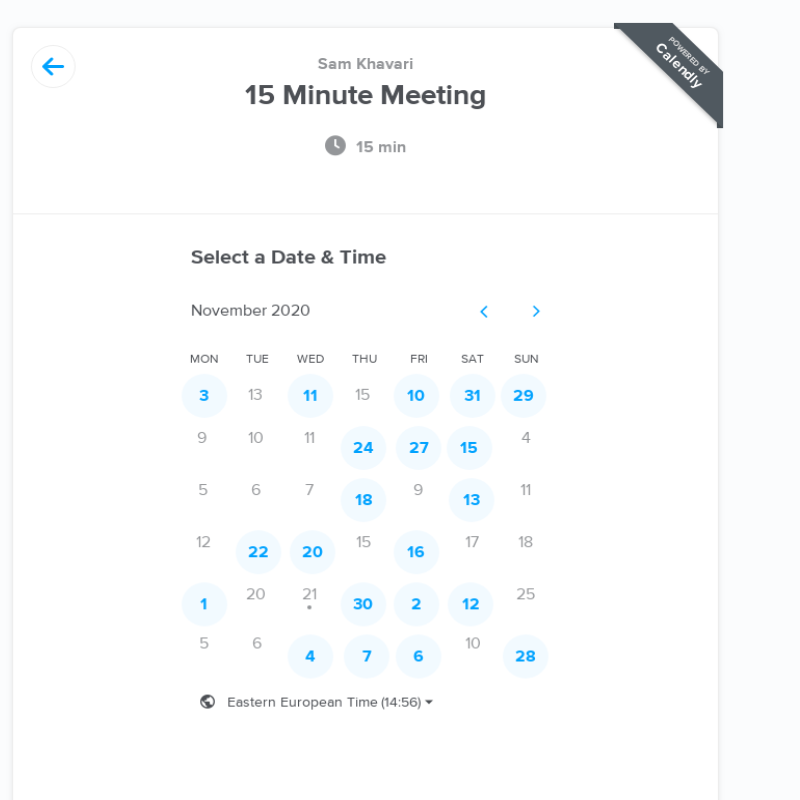 POWERED BY
Calendly
Sam Khavari
15 Minute Meeting
15 min
Select a Date & Time
November 2020
MON TUE WED THU FRI SAT SUN
3 13 11 15 10 31 29
9 10 11 24 27 15 4
5 6 7 18 9 13 11
12 22 20 15 16 17 18
1 20 21 30 2 12 25
5 6 4 7 6 10 28
Eastern European Time (14:56)